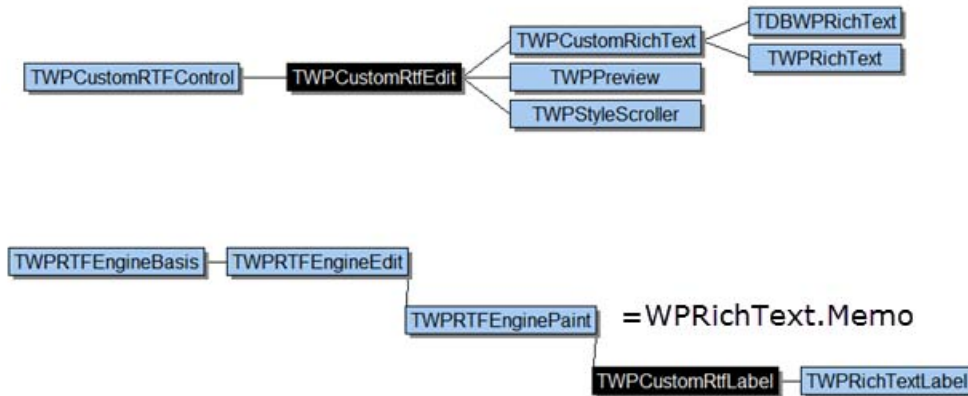 TDBWPRichText
TWPCustomRichText
TWPRichText
TWPCustomRTFControl
TWPCustomRtfEdit
TWPPreview
TWPStyleScroller
TWPRTFEngineBasis
TWPRTFEngineEdit
TWPRTFEnginePaint
=WPRichText.Memo
TWPCustomRtfLabel
TWPRichTextLabel